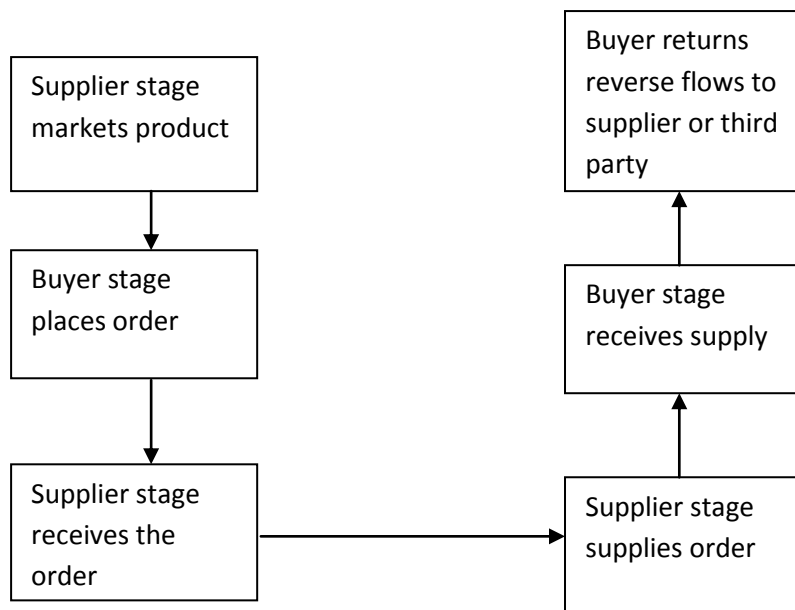 Supplier stage
markets product
Buyer stage
places order
Supplier stage
receives the
order
Supplier stage
supplies order
Buyer stage
receives supply
Buyer returns
reverse flows to
supplier or third
party